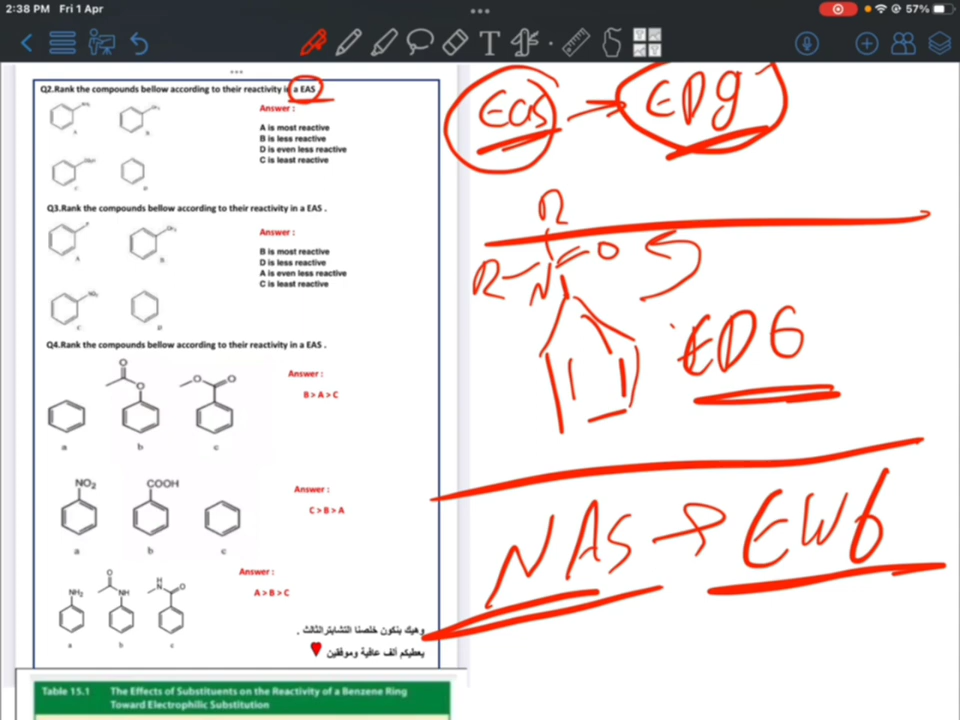 2:38 PM Fri 1 Apr
57%
Q2.Rank the compounds bellow according to their reactivity in a EAS .
Answer :
A is most reactive
B is less reactive
D is even less reactive
C is least reactive
A
B
C
D
Q3.Rank the compounds bellow according to their reactivity in a EAS .
Answer :
B is most reactive
D is less reactive
A is even less reactive
C is least reactive
F
A
B
NO₂
C
D
Q4.Rank the compounds bellow according to their reactivity in a EAS .
Answer :
B > A > C
O
O
O
O
a
b
c
NO₂
COOH
Answer :
C > B > A
a
b
c
Answer :
A > B > C
NH₂
O
NH
H
N
O
a
b
c
وهيك بنكون خلصنا التشابترالثالث .
يعطيكم ألف عافية وموفقين
Table 15.1 The Effects of Substituents on the Reactivity of a Benzene Ring
Toward Electrophilic Substitution
Eas → EDg
R
R-N=O
EDG
NAS → EWG